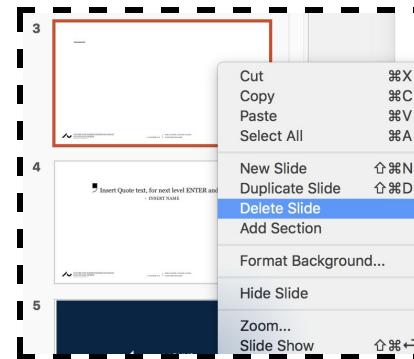 3
Cut ⌘X
Copy ⌘C
Paste ⌘V
Select All ⌘A
4
New Slide ⇧⌘N
Duplicate Slide ⇧⌘D
Insert Quote text, for next level ENTER and
- INSERT NAME
Delete Slide
Add Section
Format Background...
Hide Slide
5
Zoom...
Slide Show ⇧⌘↩